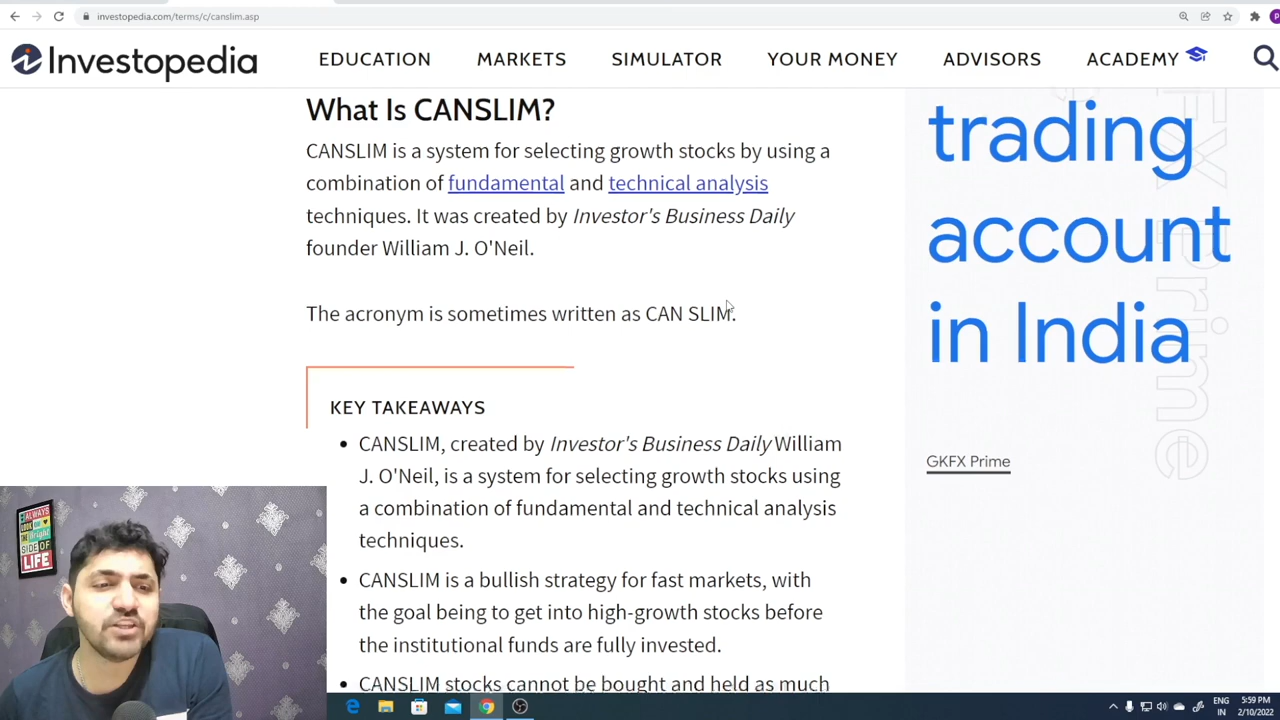 investopedia.com/terms/c/canslim.asp
Investopedia
EDUCATION MARKETS SIMULATOR YOUR MONEY ADVISORS ACADEMY
What Is CANSLIM?
CANSLIM is a system for selecting growth stocks by using a
combination of fundamental and technical analysis
techniques. It was created by Investor's Business Daily
founder William J. O'Neil.
The acronym is sometimes written as CAN SLIM.
KEY TAKEAWAYS
• CANSLIM, created by Investor's Business Daily William
J. O'Neil, is a system for selecting growth stocks using
a combination of fundamental and technical analysis
techniques.
• CANSLIM is a bullish strategy for fast markets, with
the goal being to get into high-growth stocks before
the institutional funds are fully invested.
• CANSLIM stocks cannot be bought and held as much
trading
account
in India
GKFX Prime
FX Prime
ALWAYS
LOOK ON
THE Bright
SIDE OF
LIFE
ENG
IN
5:59 PM
2/10/2022